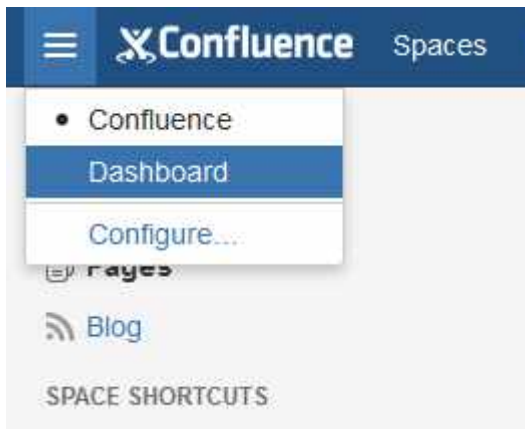 Confluence Spaces
Confluence
Dashboard
Configure...
Pages
Blog
SPACE SHORTCUTS